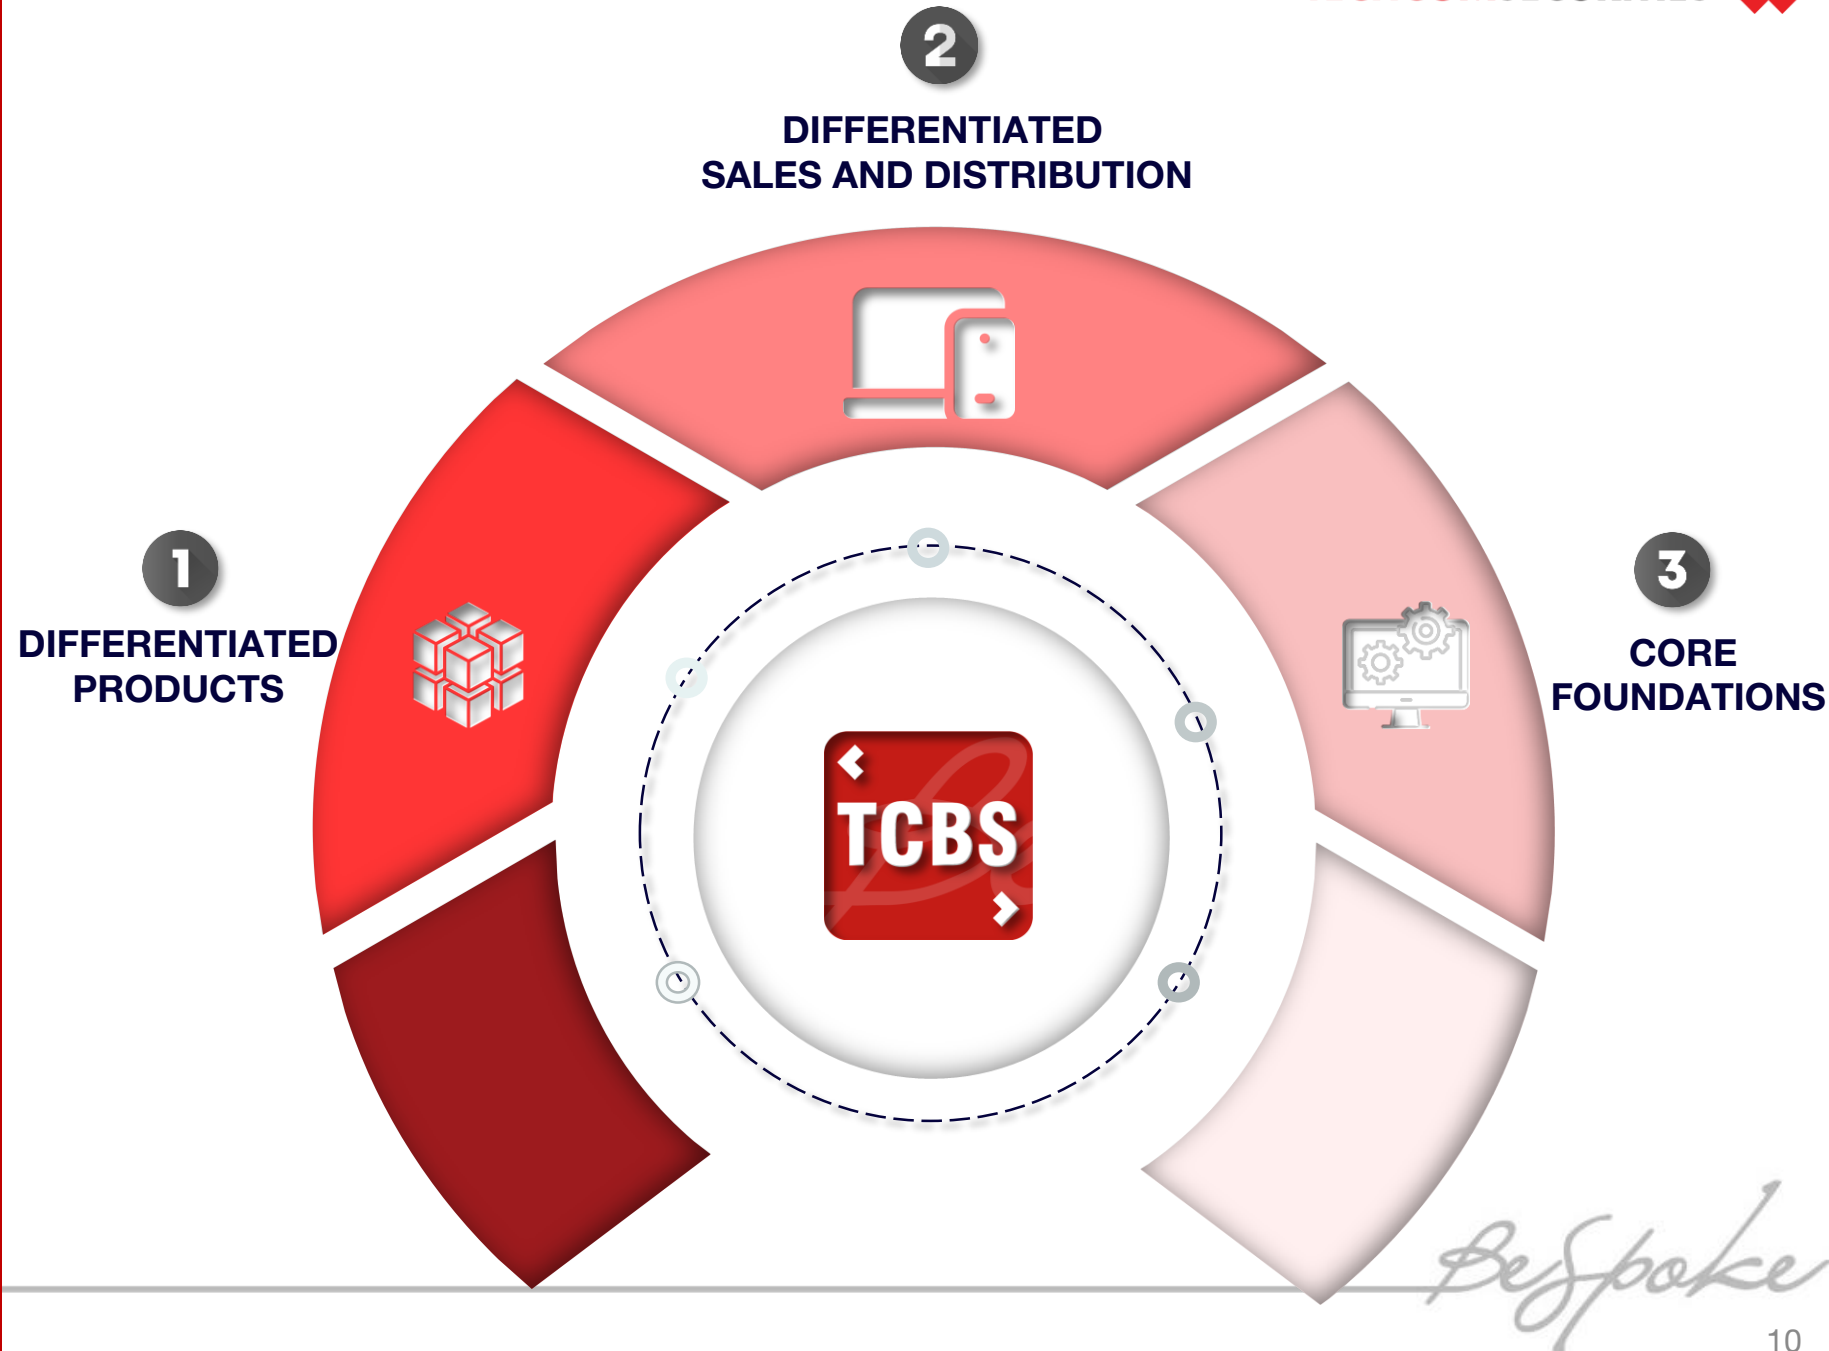 2
DIFFERENTIATED
SALES AND DISTRIBUTION
1
DIFFERENTIATED
PRODUCTS
3
CORE
FOUNDATIONS
TCBS
Bespoke
10